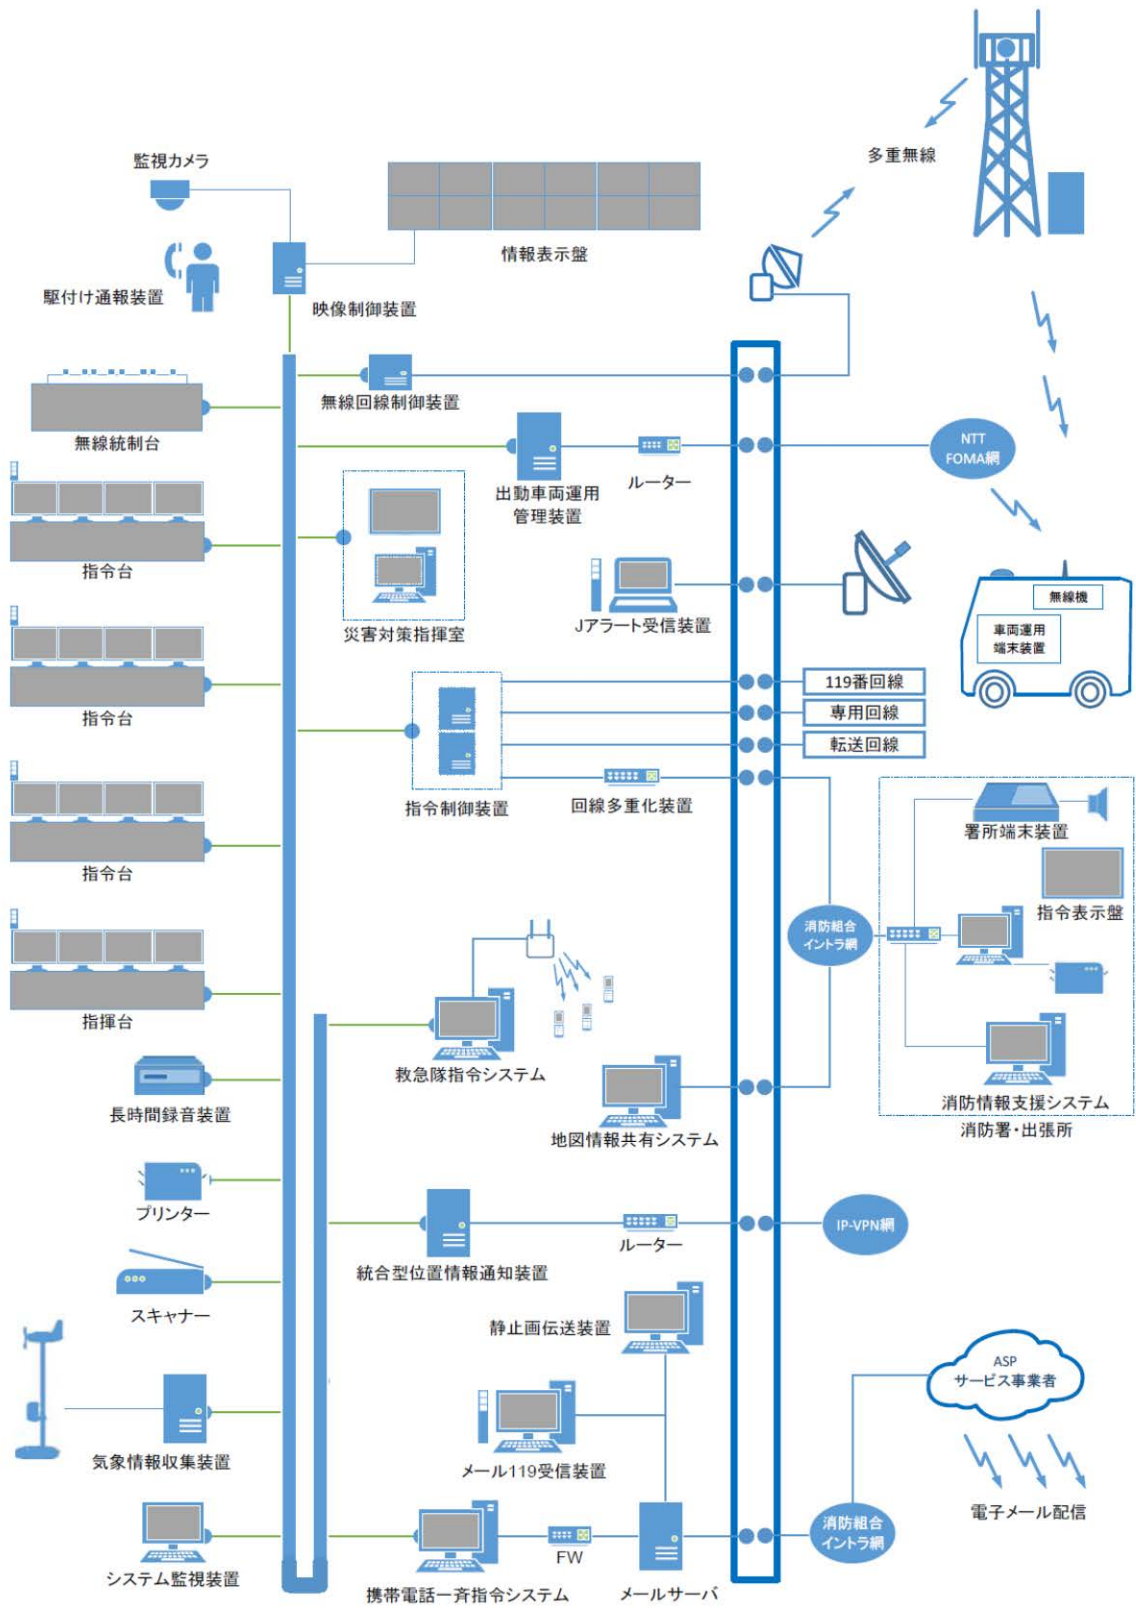 監視カメラ
多重無線
情報表示盤
駆付け通報装置
映像制御装置
無線回線制御装置
無線統制台
NTT
FOMA網
ルーター
出動車両運用
管理装置
指令台
無線機
車両運用
端末装置
Jアラート受信装置
災害対策指揮室
119番回線
専用回線
転送回線
指令台
指令制御装置
回線多重化装置
署所端末装置
指令表示盤
指令台
消防組合
イントラ網
指揮台
救急隊指令システム
消防情報支援システム
消防署・出張所
長時間録音装置
地図情報共有システム
プリンター
IP-VPN網
ルーター
統合型位置情報通知装置
スキャナー
静止画伝送装置
ASP
サービス事業者
気象情報収集装置
メール119受信装置
電子メール配信
消防組合
イントラ網
FW
システム監視装置
携帯電話一斉指令システム
メールサーバ